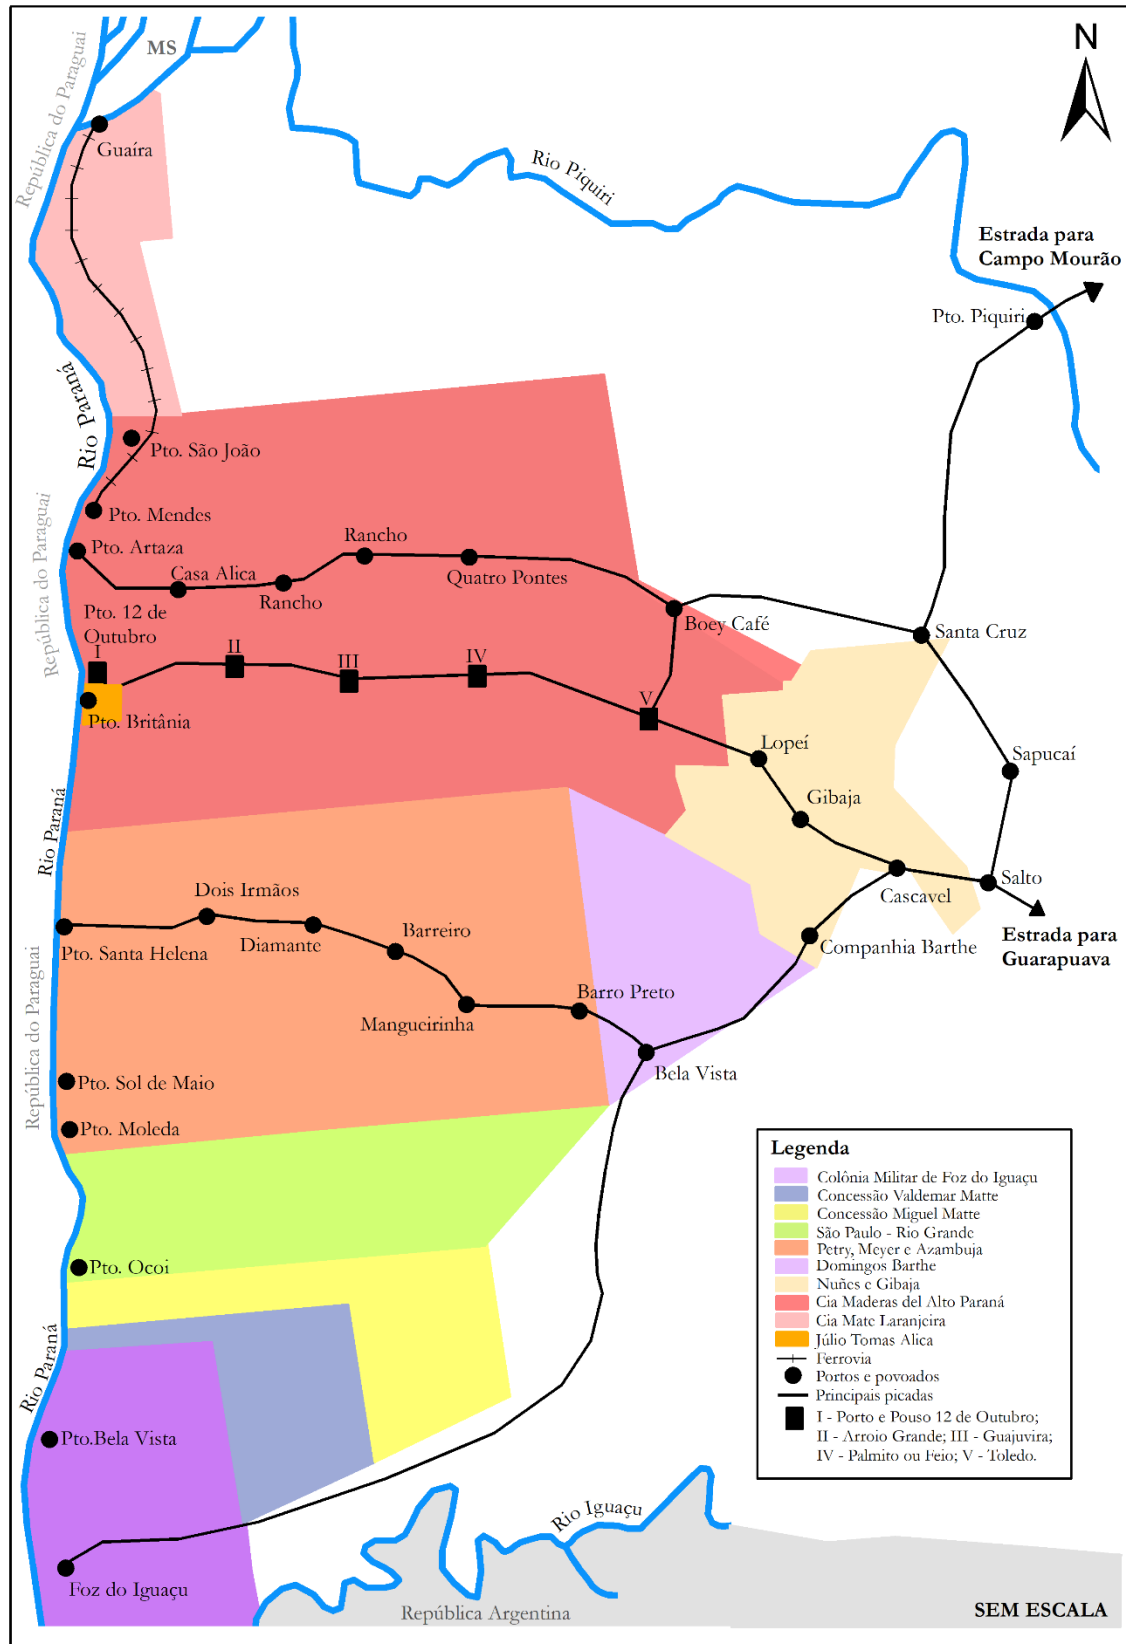 MS
N
República do Paraguai
Guaíra
Rio Piquiri
Estrada para
Campo Mourão
Pto. Piquiri
Rio Paraná
Pto. São João
Pto. Mendes
República do Paraguai
Pto. Artaza
Rancho
Casa Alica
Rancho
Quatro Pontes
Pto. 12 de
Outubro
Boey Café
Santa Cruz
I
II
III
IV
V
Pto. Britânia
Lopeí
Sapucaí
Gibaja
Rio Paraná
Dois Irmãos
Cascavel
Salto
Pto. Santa Helena
Diamante
Barreiro
Companhia Barthe
Estrada para
Guarapuava
República do Paraguai
Mangueirinha
Barro Preto
Bela Vista
Pto. Sol de Maio
Pto. Moleda
Pto. Ocoi
Rio Paraná
Pto.Bela Vista
Foz do Iguaçu
Rio Iguaçu
República Argentina
Legenda
Colônia Militar de Foz do Iguaçu
Concessão Valdemar Matte
Concessão Miguel Matte
São Paulo - Rio Grande
Petry, Meyer e Azambuja
Domingos Barthe
Nuñes e Gibaja
Cia Maderas del Alto Paraná
Cia Mate Laranjeira
Júlio Tomas Alica
Ferrovia
Portos e povoados
Principais picadas
I - Porto e Pouso 12 de Outubro;
II - Arroio Grande; III - Guajuvira;
IV - Palmito ou Feio; V - Toledo.
SEM ESCALA